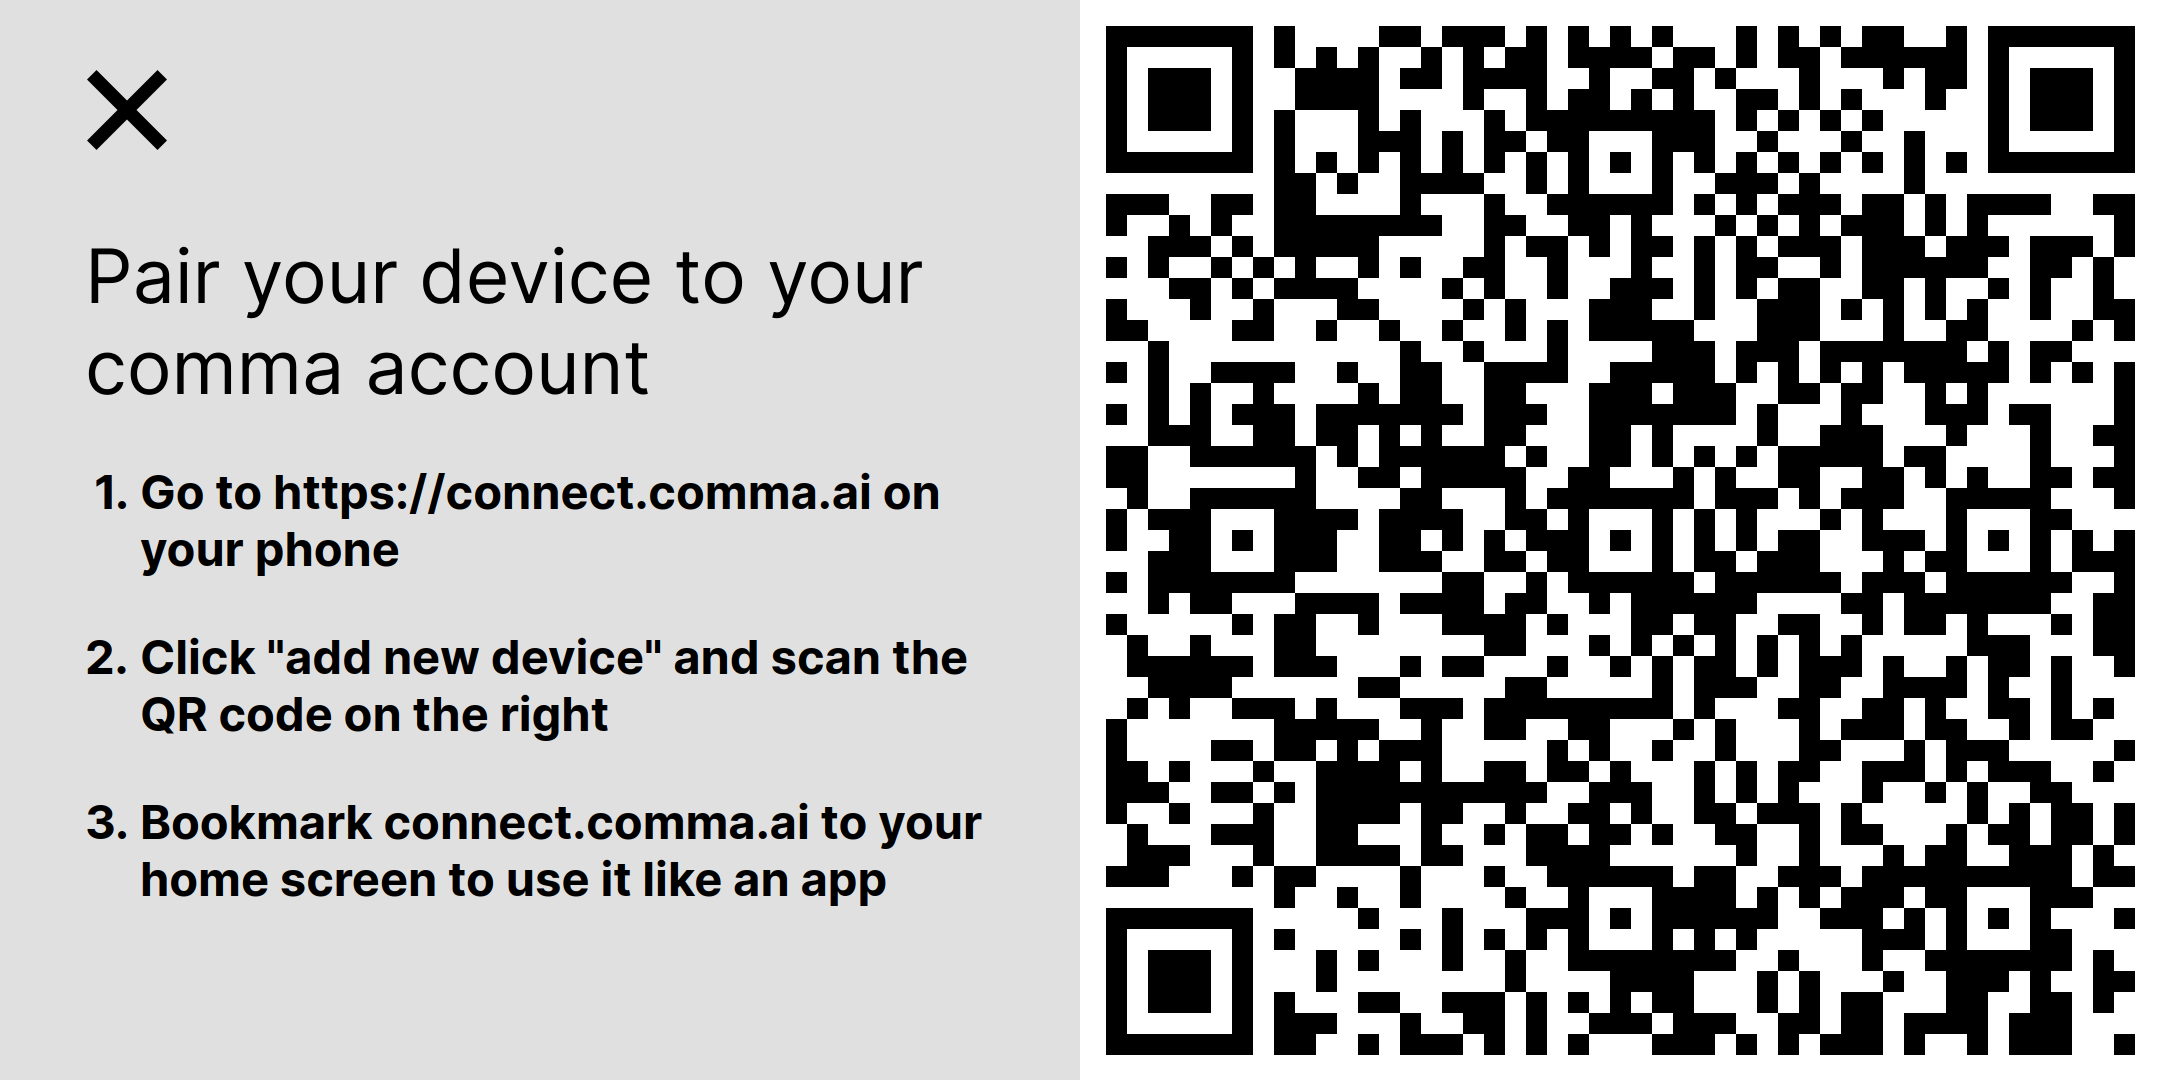 Pair your device to your
comma account
1. Go to https://connect.comma.ai on
your phone
2. Click "add new device" and scan the
QR code on the right
3. Bookmark connect.comma.ai to your
home screen to use it like an app